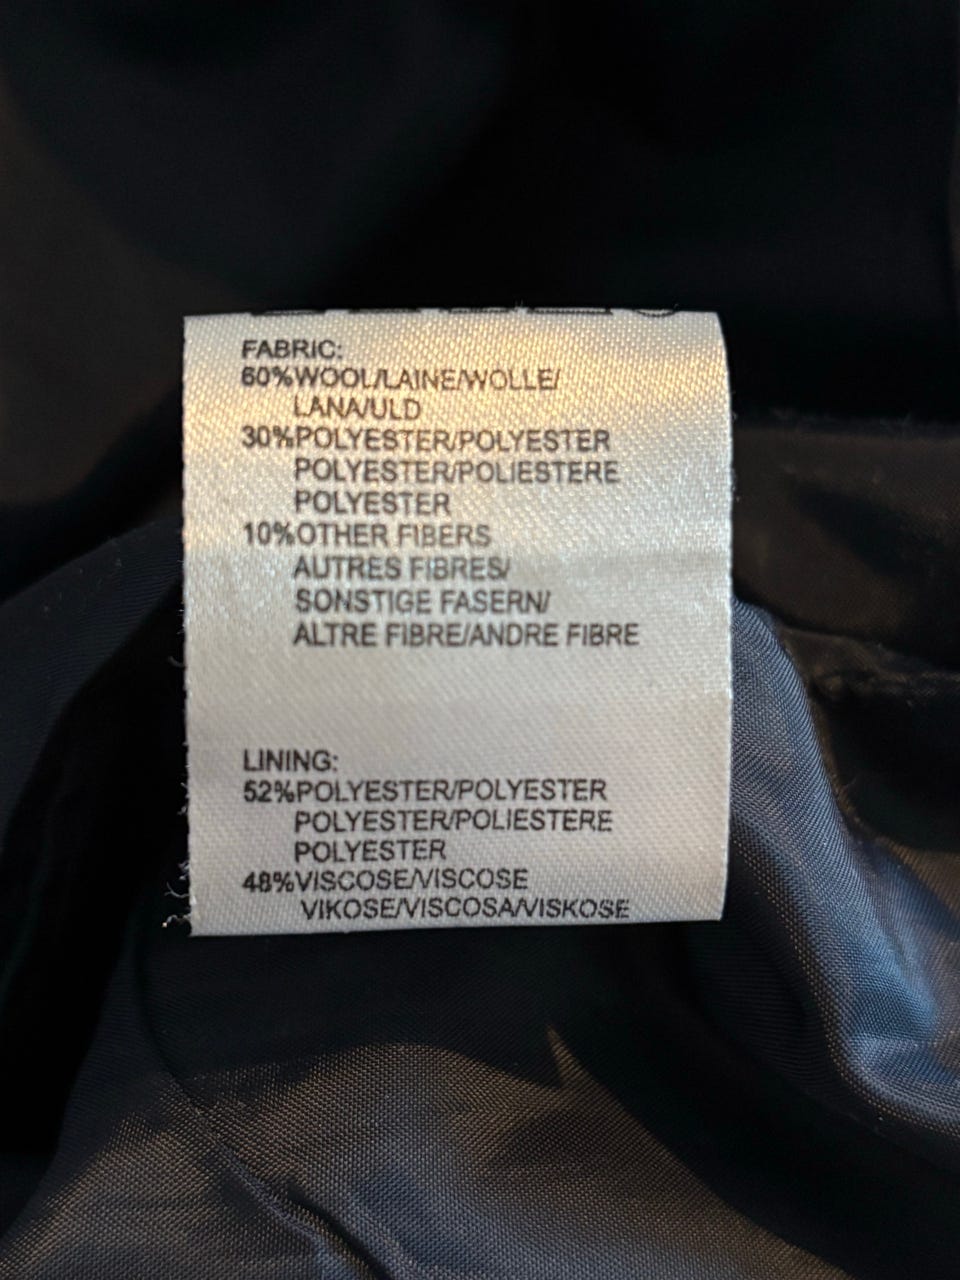 FABRIC:
60%WOOL/LAINE/WOLLE/
LANA/ULD
30%POLYESTER/POLYESTER
POLYESTER/POLIESTERE
POLYESTER
10%OTHER FIBERS
AUTRES FIBRES/
SONSTIGE FASERN/
ALTRE FIBRE/ANDRE FIBRE
LINING:
52%POLYESTER/POLYESTER
POLYESTER/POLIESTERE
POLYESTER
48%VISCOSE/VISCOSE
VIKOSE/VISCOSA/VISKOSE